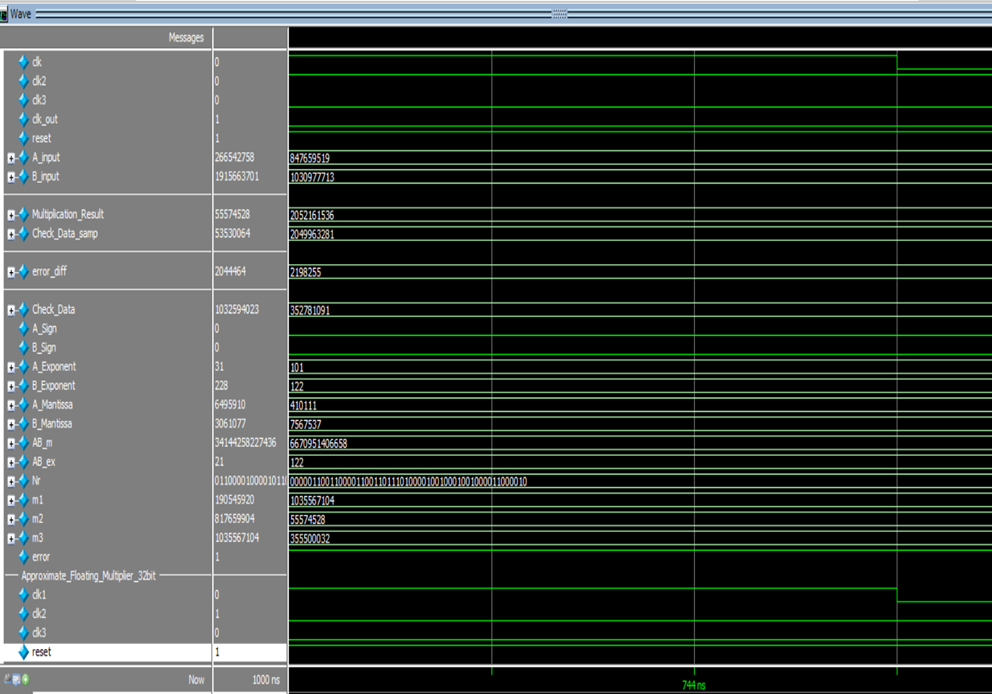 Wave
Messages
clk 0
clk2 0
clk3 0
clk_out 1
reset 1
A_input 266542758 847659519
B_input 1915663701 1030977713
Multiplication_Result 55574528 2052161536
Check_Data_samp 53530064 2049963281
error_diff 2044464 2198255
Check_Data 1032594023 352781091
A_Sign 0
B_Sign 0
A_Exponent 31 101
B_Exponent 228 122
A_Mantissa 6495910 410111
B_Mantissa 3061077 7567537
AB_m 34144258227436 6670951406658
AB_ex 21 122
Nr
m1 190545920 1035567104
m2 817659904 55574528
m3 1035567104 355500032
error 1
Approximate_Floating_Multiplier_32bit
clk1 0
clk2 1
clk3 0
reset 1
Now 1000 ns 744 ns